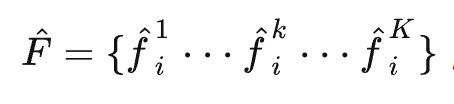 F̂ = {f̂ᵢ¹ ⋯ f̂ᵢᵏ ⋯ f̂ᵢᴷ}